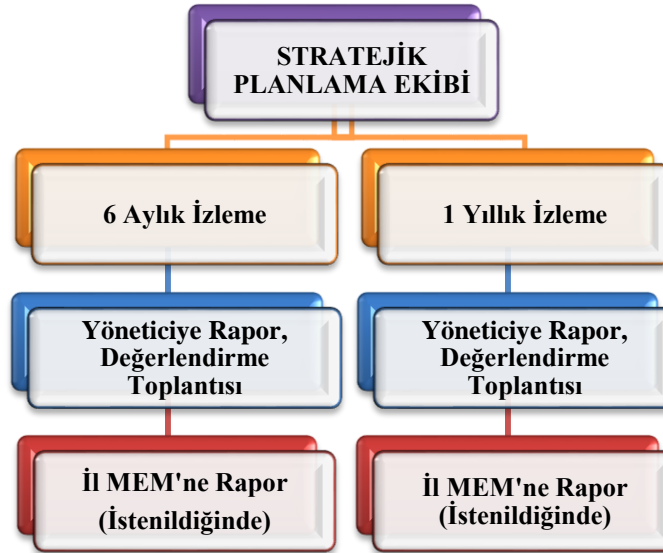 STRATEJİK
PLANLAMA EKİBİ
6 Aylık İzleme
1 Yıllık İzleme
Yöneticiye Rapor,
Değerlendirme
Toplantısı
Yöneticiye Rapor,
Değerlendirme
Toplantısı
İl MEM'ne Rapor
(İstenildiğinde)
İl MEM'ne Rapor
(İstenildiğinde)